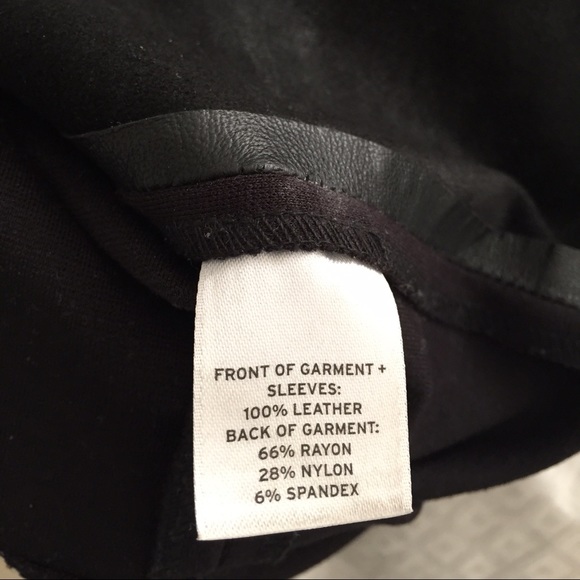 FRONT OF GARMENT +
SLEEVES:
100% LEATHER
BACK OF GARMENT:
66% RAYON
28% NYLON
6% SPANDEX